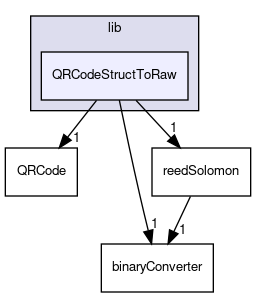 lib
QRCodeStructToRaw
1
1
QRCode
reedSolomon
1
1
binaryConverter